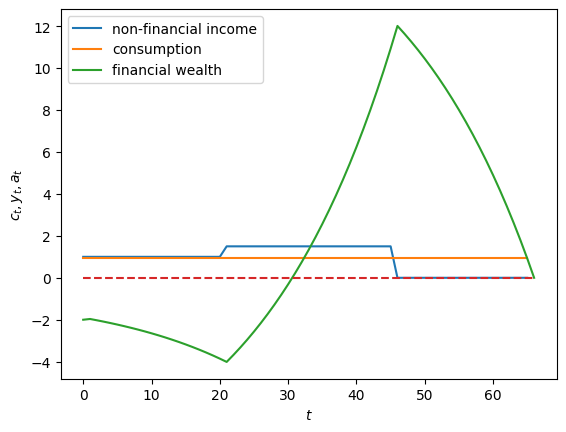 non-financial income
consumption
financial wealth
12
10
8
6
4
2
0
−2
−4
c_t, y_t, a_t
0 10 20 30 40 50 60
t